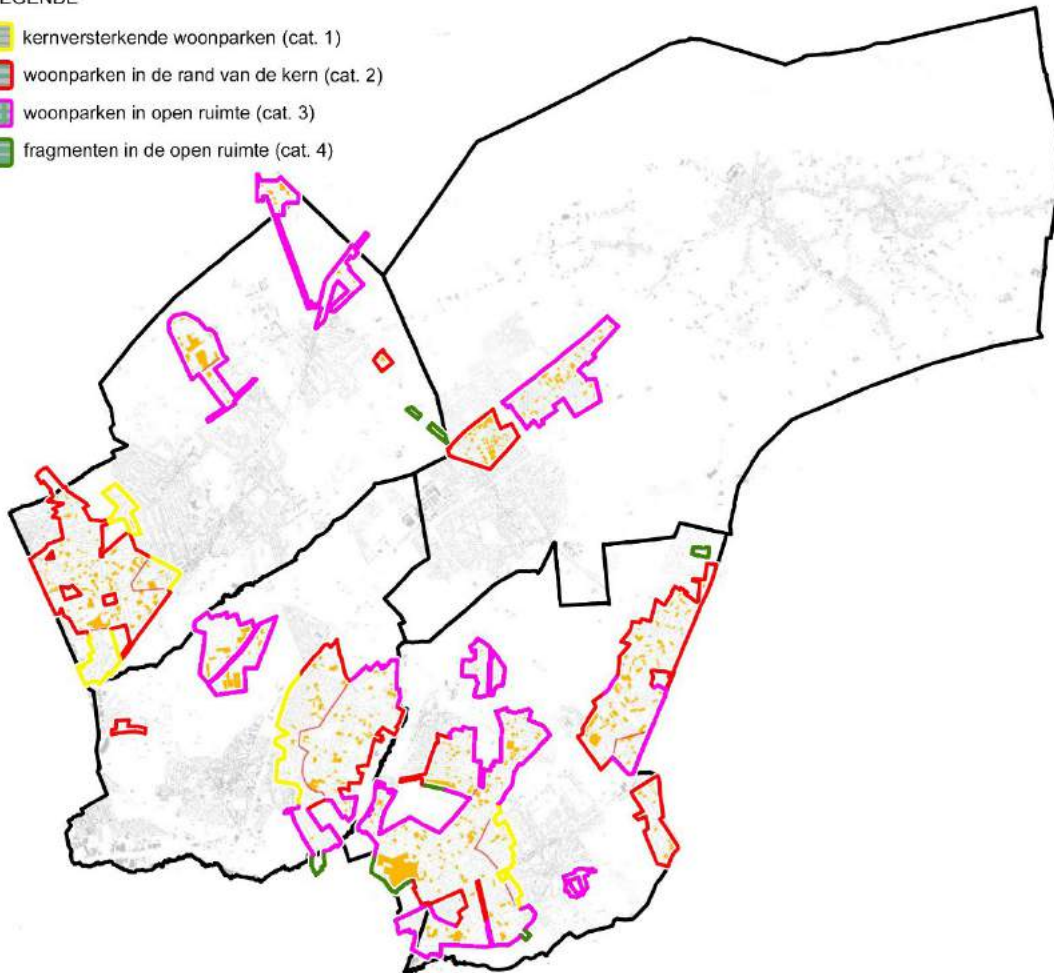 kernversterkende woonparken (cat. 1)
woonparken in de rand van de kern (cat. 2)
woonparken in open ruimte (cat. 3)
fragmenten in de open ruimte (cat. 4)